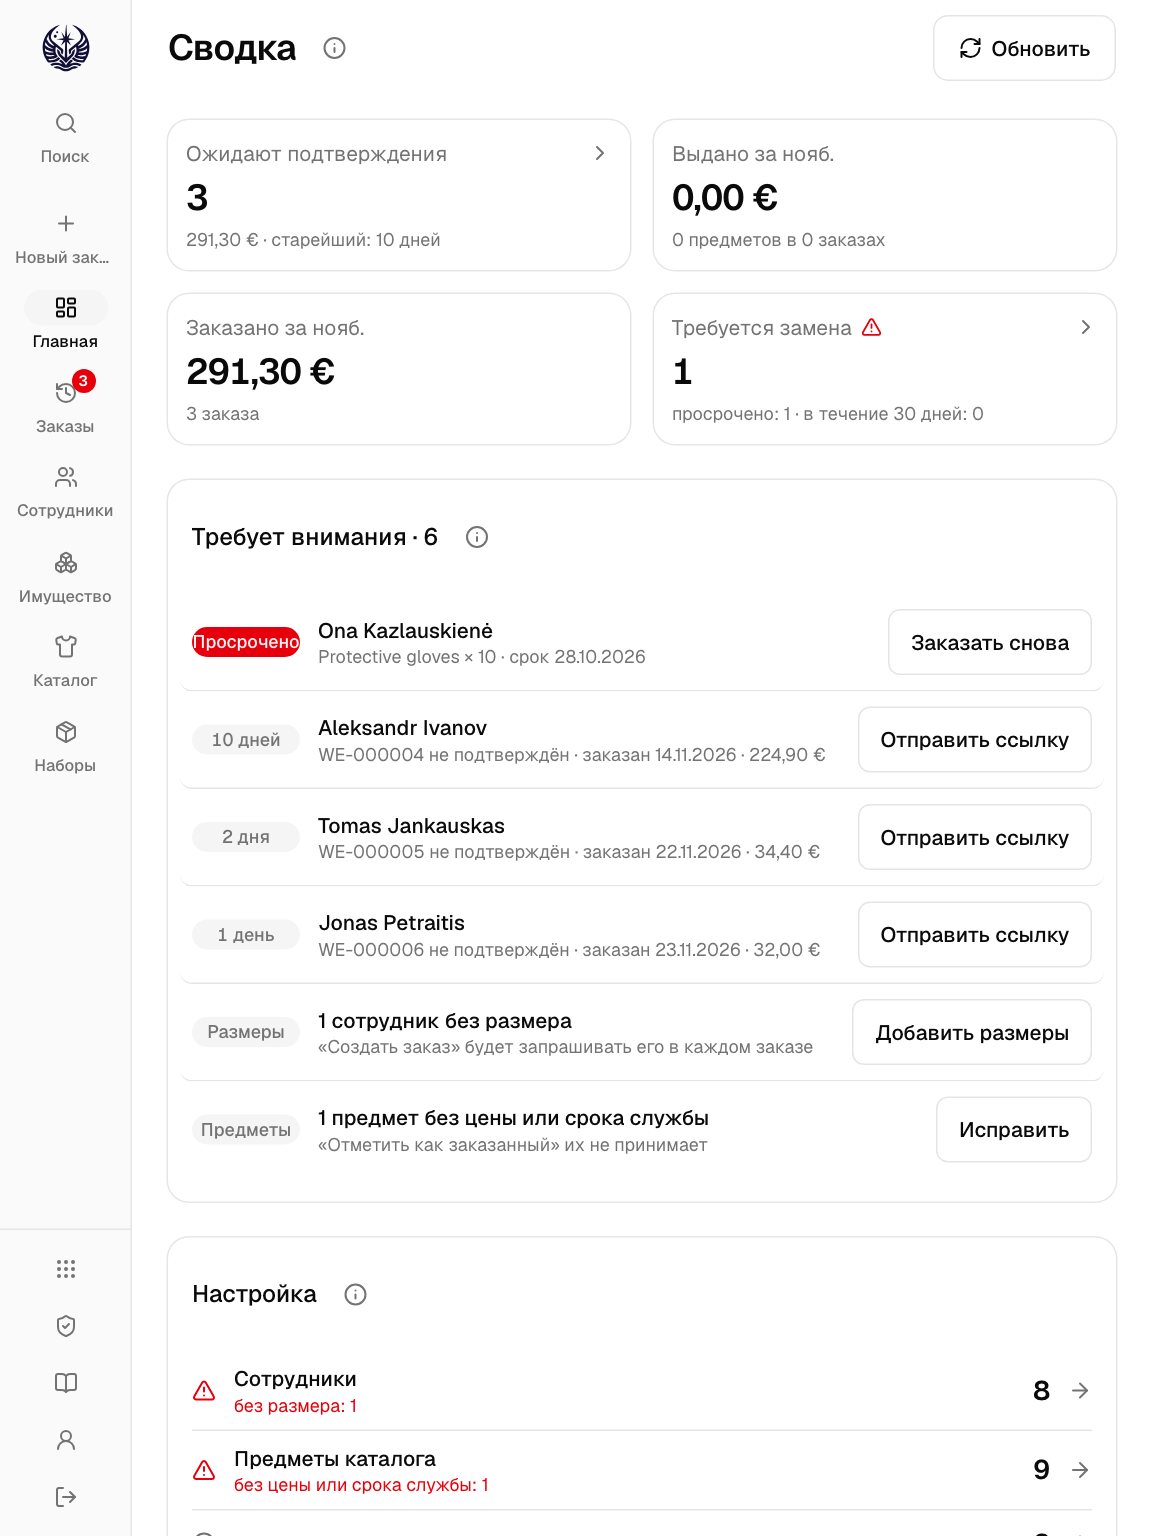 Сводка
Обновить
Поиск
Новый зак...
Главная
3
Заказы
Сотрудники
Имущество
Каталог
Наборы
Ожидают подтверждения
3
291,30 € · старейший: 10 дней
Выдано за нояб.
0,00 €
0 предметов в 0 заказах
Заказано за нояб.
291,30 €
3 заказа
Требуется замена
1
просрочено: 1 · в течение 30 дней: 0
Требует внимания · 6
Просрочено
Ona Kazlauskienė
Protective gloves × 10 · срок 28.10.2026
Заказать снова
10 дней
Aleksandr Ivanov
WE-000004 не подтверждён · заказан 14.11.2026 · 224,90 €
Отправить ссылку
2 дня
Tomas Jankauskas
WE-000005 не подтверждён · заказан 22.11.2026 · 34,40 €
Отправить ссылку
1 день
Jonas Petraitis
WE-000006 не подтверждён · заказан 23.11.2026 · 32,00 €
Отправить ссылку
Размеры
1 сотрудник без размера
«Создать заказ» будет запрашивать его в каждом заказе
Добавить размеры
Предметы
1 предмет без цены или срока службы
«Отметить как заказанный» их не принимает
Исправить
Настройка
Сотрудники
без размера: 1
8
Предметы каталога
без цены или срока службы: 1
9